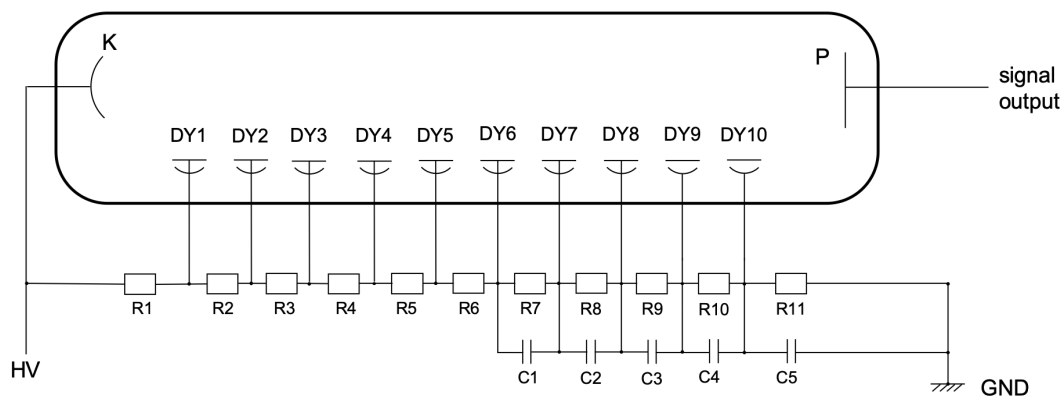 K
P
signal
output
DY1 DY2 DY3 DY4 DY5 DY6 DY7 DY8 DY9 DY10
R1 R2 R3 R4 R5 R6 R7 R8 R9 R10 R11
HV
C1 C2 C3 C4 C5
GND